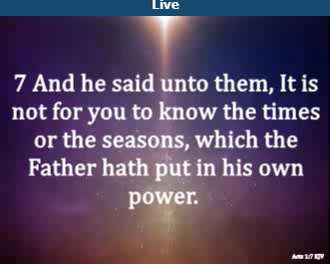 Live
7 And he said unto them, It is
not for you to know the times
or the seasons, which the
Father hath put in his own
power.
Acts 1:7 KJV